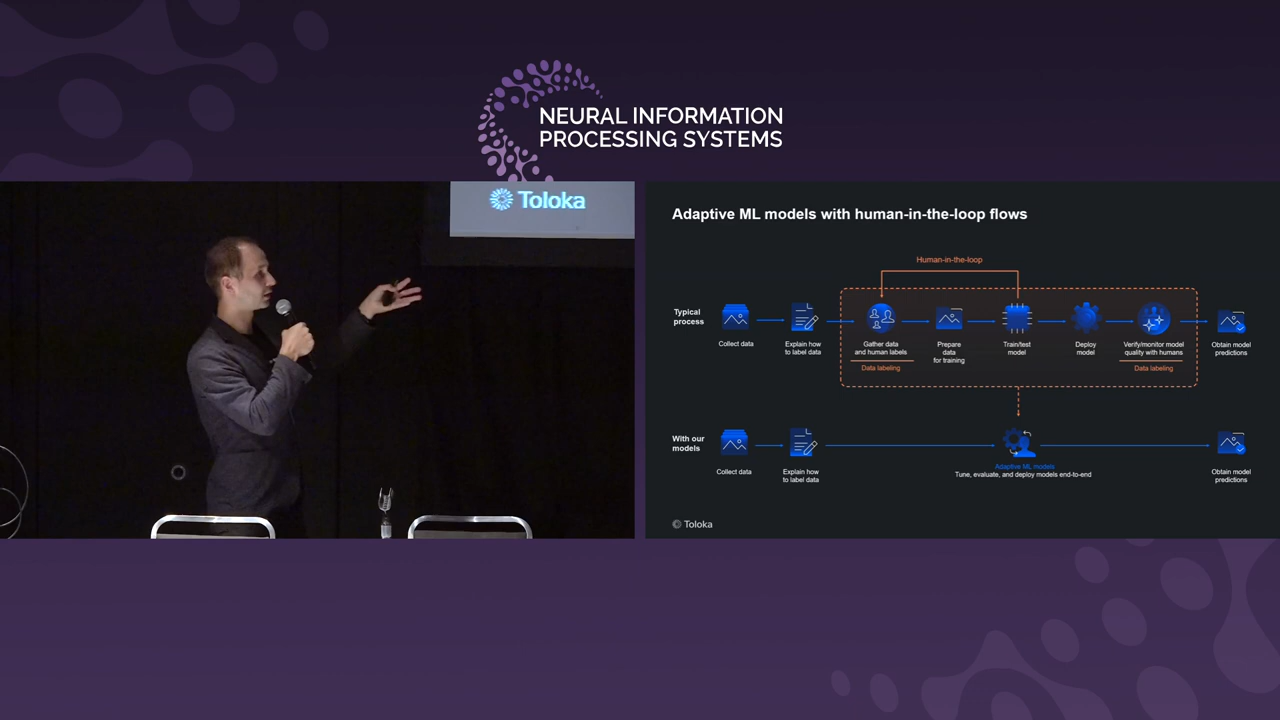 NEURAL INFORMATION
PROCESSING SYSTEMS
Toloka
Adaptive ML models with human-in-the-loop flows
Human-in-the-loop
Typical
process
Collect data
Explain how
to label data
Gather data
and human labels
Data labeling
Prepare
data
for training
Train/test
model
Deploy
model
Verify/monitor model
quality with humans
Data labeling
Obtain model
predictions
With our
models
Collect data
Explain how
to label data
Adaptive ML models
Tune, evaluate, and deploy models end-to-end
Obtain model
predictions
Toloka